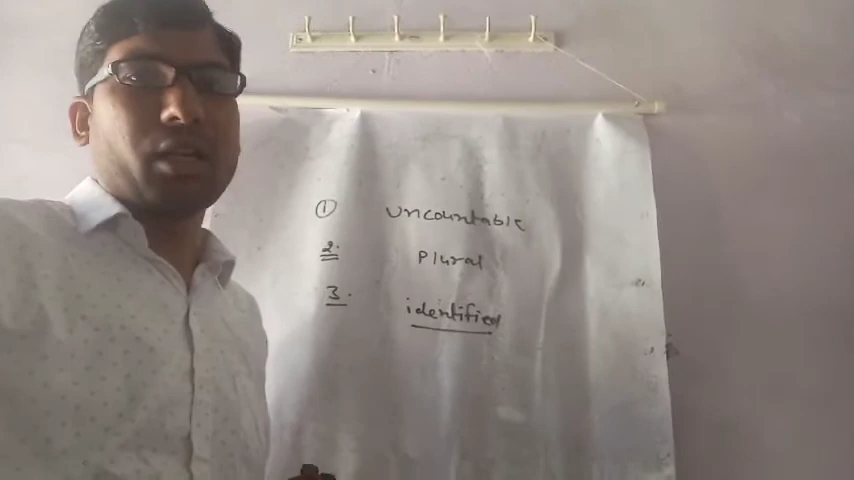 ① uncountable
2. Plural
3. identified